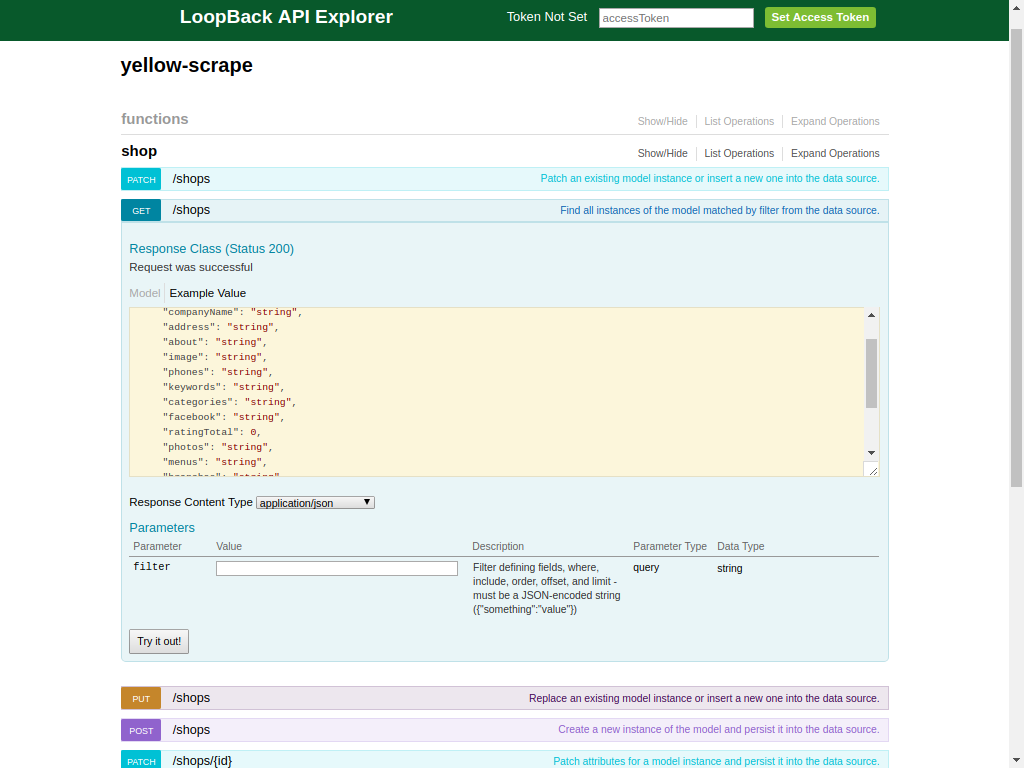 LoopBack API Explorer
Token Not Set
accessToken
Set Access Token
yellow-scrape
functions
Show/Hide
List Operations
Expand Operations
shop
Show/Hide
List Operations
Expand Operations
PATCH /shops Patch an existing model instance or insert a new one into the data source.
GET /shops Find all instances of the model matched by filter from the data source.
Response Class (Status 200)
Request was successful
Model Example Value
"companyName": "string",
"address": "string",
"about": "string",
"image": "string",
"phones": "string",
"keywords": "string",
"categories": "string",
"facebook": "string",
"ratingTotal": 0,
"photos": "string",
"menus": "string",
Response Content Type application/json
Parameters
Parameter Value Description Parameter Type Data Type
filter
Filter defining fields, where,
include, order, offset, and limit -
must be a JSON-encoded string
({"something":"value"})
query
string
Try it out!
PUT /shops Replace an existing model instance or insert a new one into the data source.
POST /shops Create a new instance of the model and persist it into the data source.
PATCH /shops/{id} Patch attributes for a model instance and persist it into the data source.